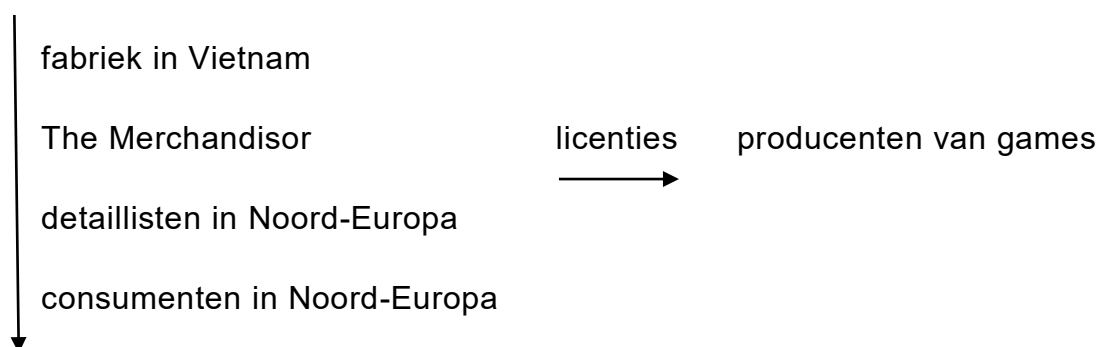 fabriek in Vietnam
The Merchandisor licenties producenten van games
detaillisten in Noord-Europa
consumenten in Noord-Europa